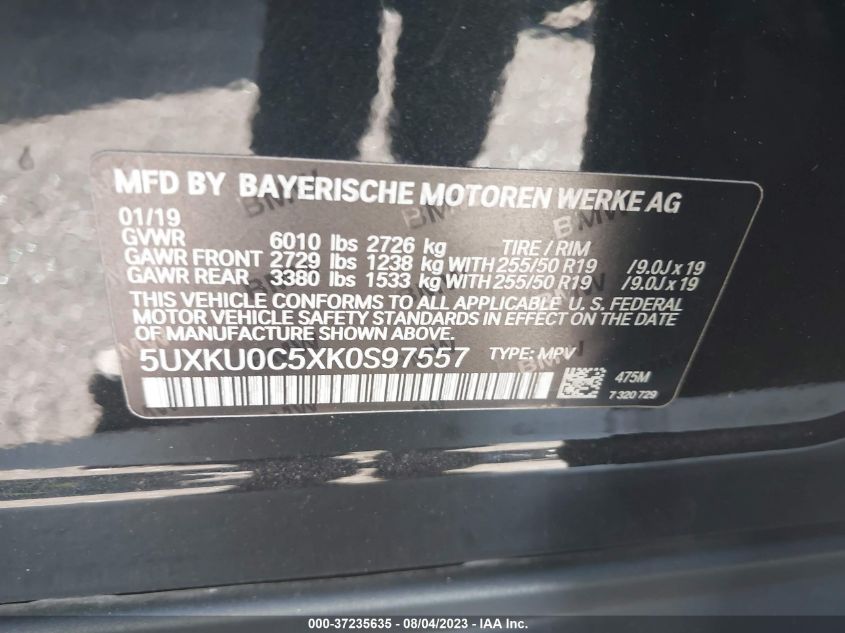 MFD BY BAYERISCHE MOTOREN WERKE AG
01/19
GVWR 6010 lbs 2726 kg TIRE / RIM
GAWR FRONT 2729 lbs 1238 kg WITH 255/50 R19 /9.0J x 19
GAWR REAR 3380 lbs 1533 kg WITH 255/50 R19 /9.0J x 19
THIS VEHICLE CONFORMS TO ALL APPLICABLE U.S. FEDERAL
MOTOR VEHICLE SAFETY STANDARDS IN EFFECT ON THE DATE
OF MANUFACTURE SHOWN ABOVE.
5UXKU0C5XK0S97557 TYPE: MPV
475M
7 320 729
000-37235635 - 08/04/2023 - IAA Inc.